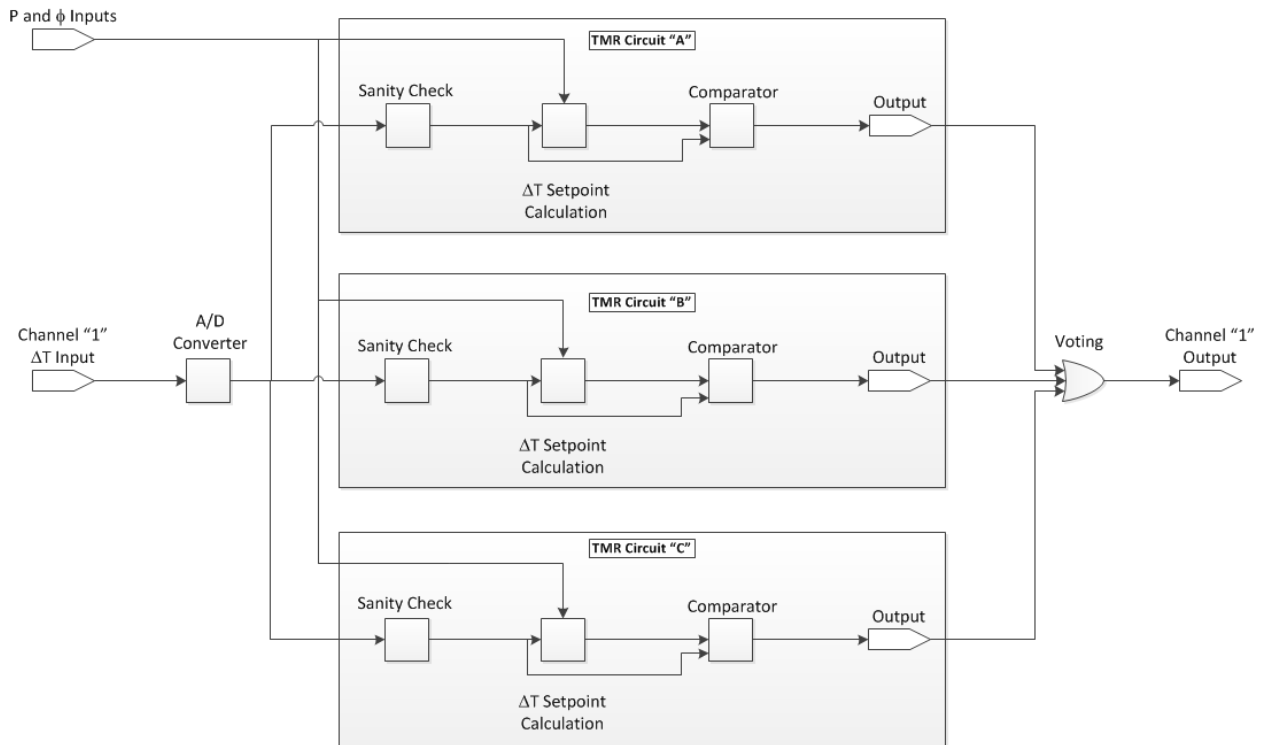 P and ϕ Inputs
TMR Circuit “A”
Sanity Check
Comparator
Output
ΔT Setpoint
Calculation
TMR Circuit “B”
Channel “1”
ΔT Input
A/D
Converter
Sanity Check
Comparator
Output
Voting
Channel “1”
Output
ΔT Setpoint
Calculation
TMR Circuit “C”
Sanity Check
Comparator
Output
ΔT Setpoint
Calculation